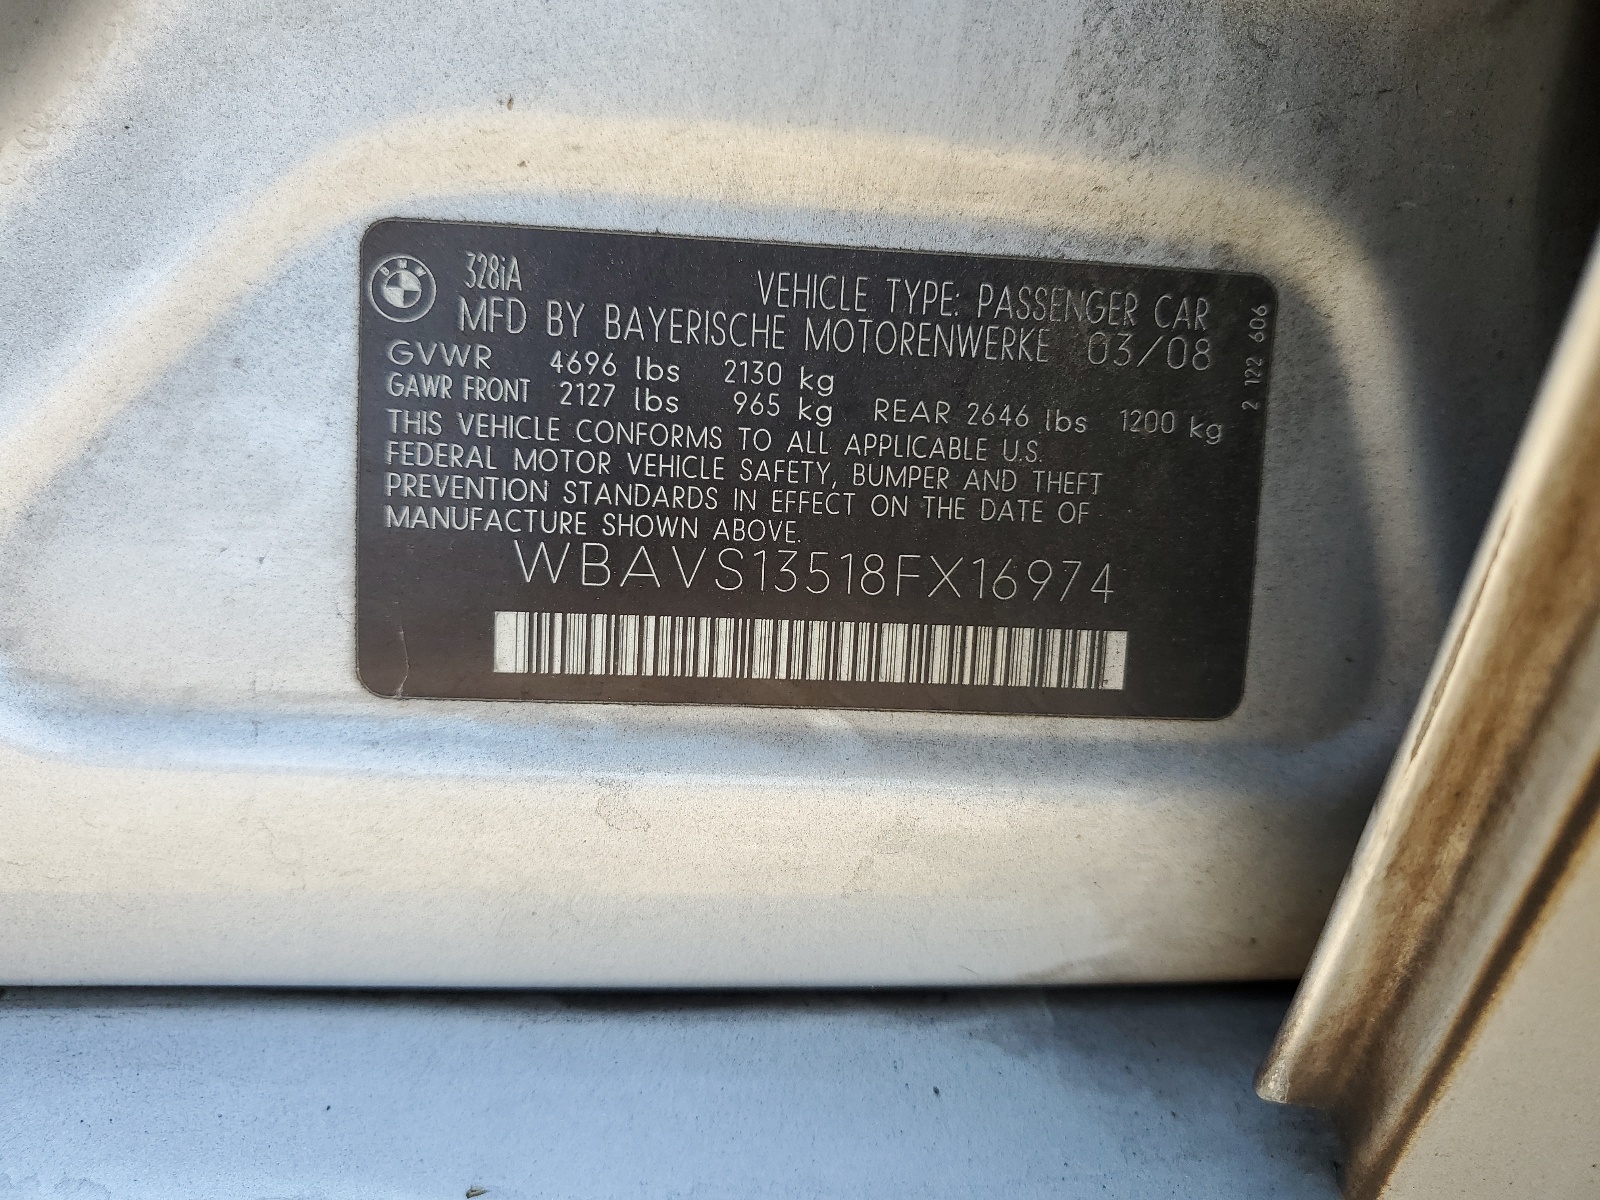 BMW
328iA
VEHICLE TYPE: PASSENGER CAR
MFD BY BAYERISCHE MOTORENWERKE 03/08
GVWR 4696 lbs 2130 kg
GAWR FRONT 2127 lbs 965 kg REAR 2646 lbs 1200 kg
THIS VEHICLE CONFORMS TO ALL APPLICABLE U.S.
FEDERAL MOTOR VEHICLE SAFETY, BUMPER AND THEFT
PREVENTION STANDARDS IN EFFECT ON THE DATE OF
MANUFACTURE SHOWN ABOVE.
WBAVS13518FX16974
2 122 606